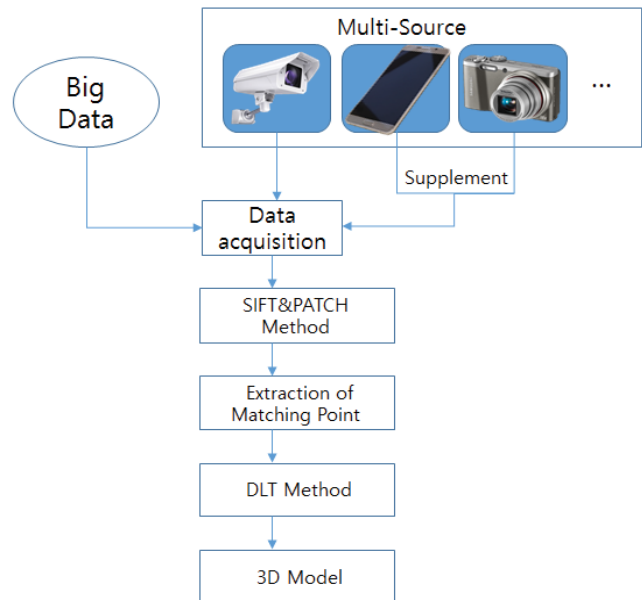 Multi-Source
Big
Data
...
Supplement
Data
acquisition
SIFT&PATCH
Method
Extraction of
Matching Point
DLT Method
3D Model